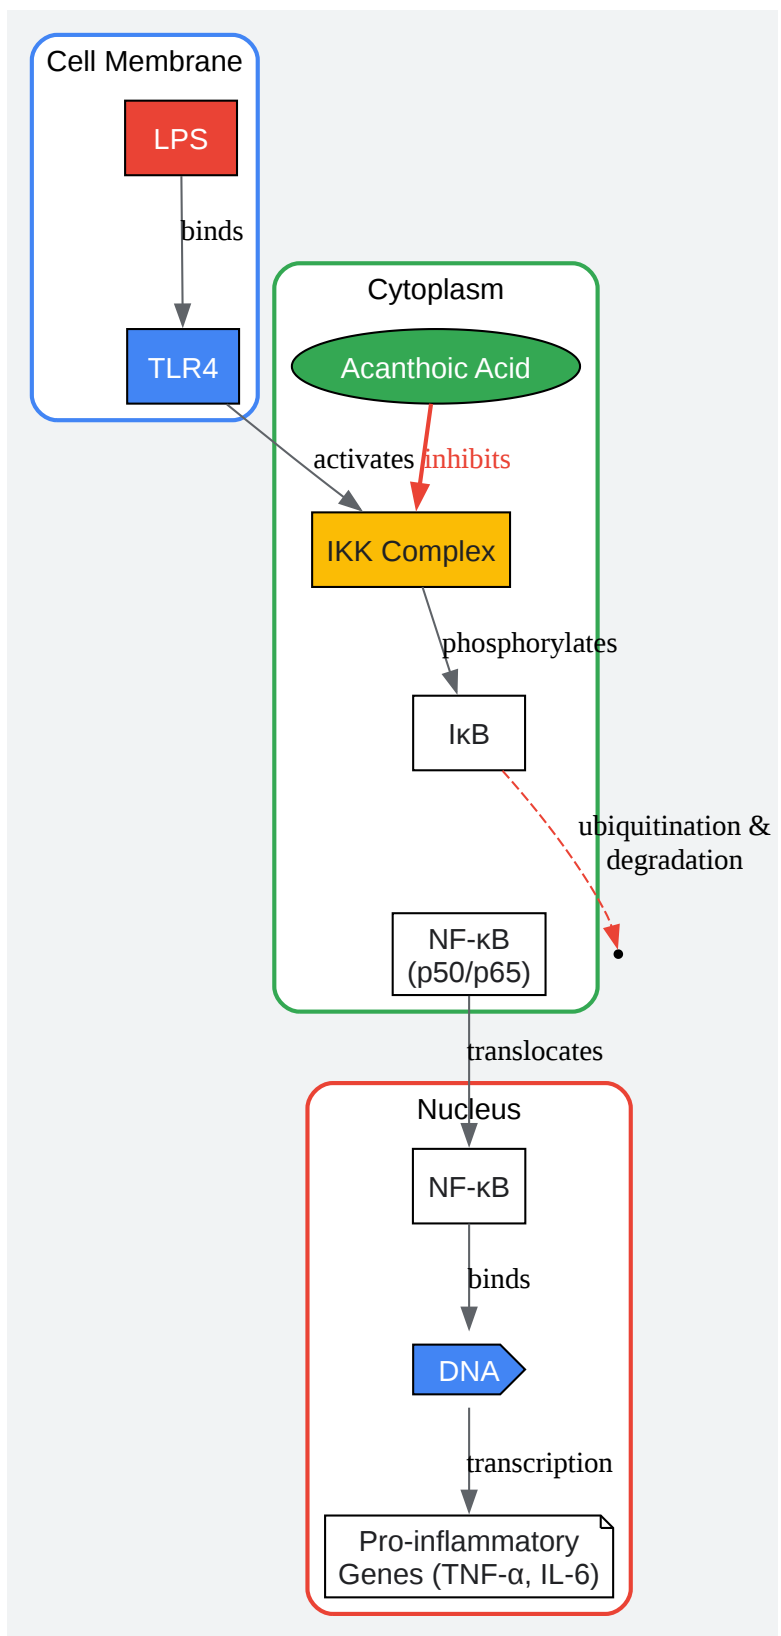 Cell Membrane
LPS
binds
TLR4
Cytoplasm
Acanthoic Acid
activates
inhibits
IKK Complex
phosphorylates
IκB
ubiquitination &
degradation
NF-κB
(p50/p65)
translocates
Nucleus
NF-κB
binds
DNA
transcription
Pro-inflammatory
Genes (TNF-α, IL-6)